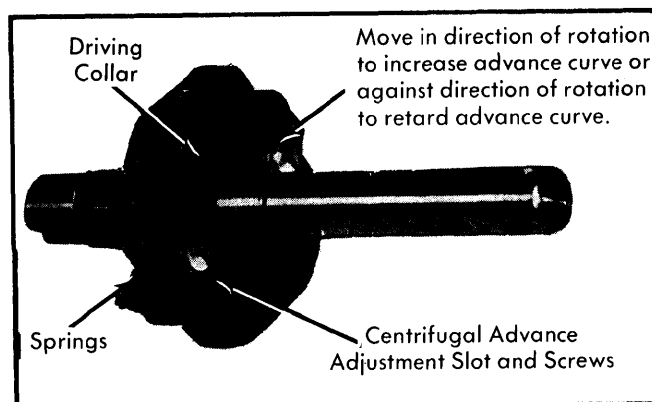 Driving
Collar
Move in direction of rotation
to increase advance curve or
against direction of rotation
to retard advance curve.
Springs
Centrifugal Advance
Adjustment Slot and Screws